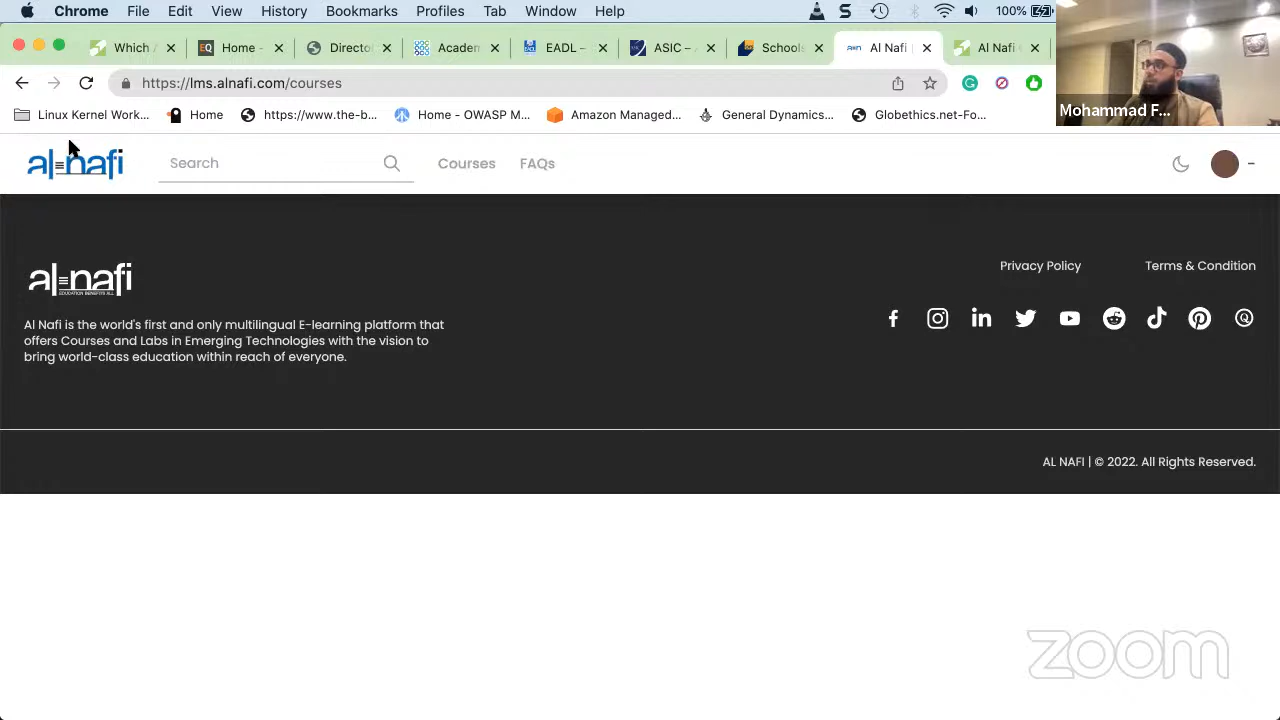 Chrome File Edit View History Bookmarks Profiles Tab Window Help 100%
Which / Home - Directo Academ EADL – ASIC – / Schools Al Nafi | Al Nafi
https://lms.alnafi.com/courses
Linux Kernel Work... Home https://www.the-b... Home - OWASP M... Amazon Managed... General Dynamics... Globethics.net-Fo...
Mohammad F...
al-nafi Search Courses FAQs
al-nafi
EDUCATION BENEFITS ALL
Privacy Policy Terms & Condition
Al Nafi is the world's first and only multilingual E-learning platform that
offers Courses and Labs in Emerging Technologies with the vision to
bring world-class education within reach of everyone.
AL NAFI | © 2022. All Rights Reserved.
zoom